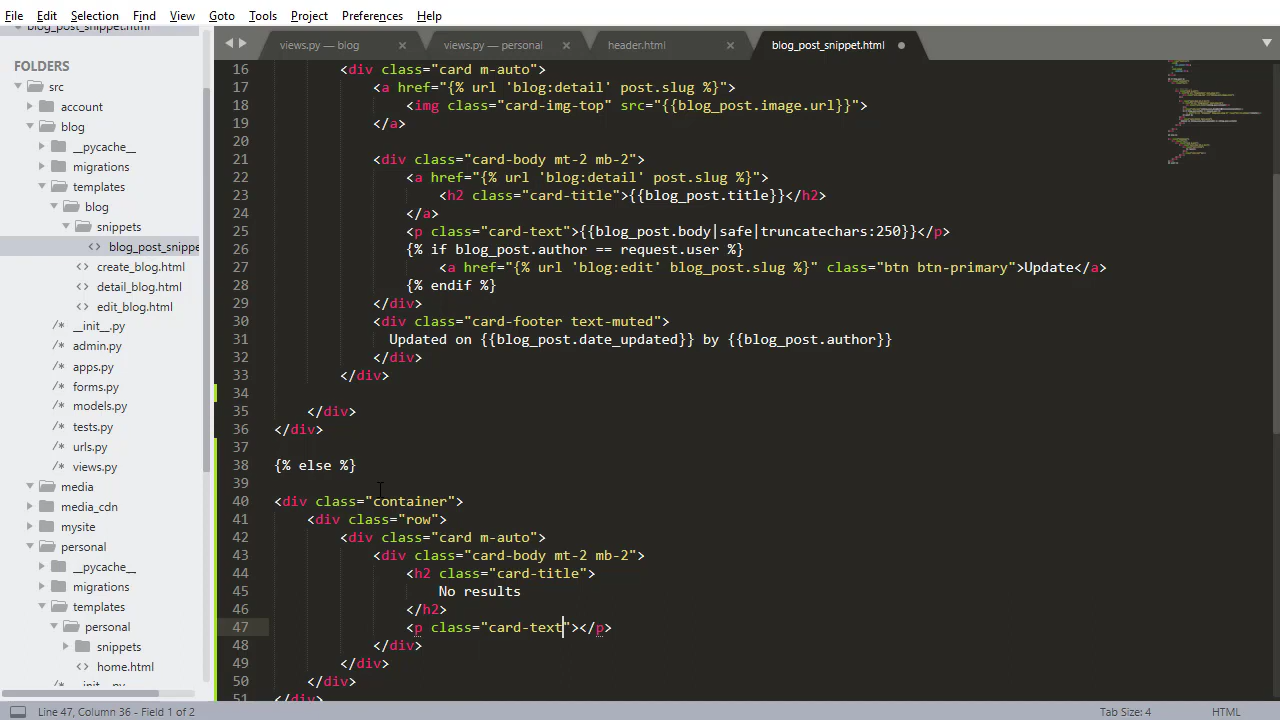 File Edit Selection Find View Goto Tools Project Preferences Help
blog_post_snippet.html
views.py — blog
views.py — personal
header.html
blog_post_snippet.html
FOLDERS
src
account
blog
__pycache__
migrations
templates
blog
snippets
blog_post_snippe
create_blog.html
detail_blog.html
edit_blog.html
__init__.py
admin.py
apps.py
forms.py
models.py
tests.py
urls.py
views.py
media
media_cdn
mysite
personal
__pycache__
migrations
templates
personal
snippets
home.html
__init__.py
16 <div class="card m-auto">
17 <a href="{% url 'blog:detail' post.slug %}">
18 <img class="card-img-top" src="{{blog_post.image.url}}">
19 </a>
20
21 <div class="card-body mt-2 mb-2">
22 <a href="{% url 'blog:detail' post.slug %}">
23 <h2 class="card-title">{{blog_post.title}}</h2>
24 </a>
25 <p class="card-text">{{blog_post.body|safe|truncatechars:250}}</p>
26 {% if blog_post.author == request.user %}
27 <a href="{% url 'blog:edit' blog_post.slug %}" class="btn btn-primary">Update</a>
28 {% endif %}
29 </div>
30 <div class="card-footer text-muted">
31 Updated on {{blog_post.date_updated}} by {{blog_post.author}}
32 </div>
33 </div>
34
35 </div>
36 </div>
37
38 {% else %}
39
40 <div class="container">
41 <div class="row">
42 <div class="card m-auto">
43 <div class="card-body mt-2 mb-2">
44 <h2 class="card-title">
45 No results
46 </h2>
47 <p class="card-text"></p>
48 </div>
49 </div>
50 </div>
51 </div>
Line 47, Column 36 - Field 1 of 2
Tab Size: 4
HTML